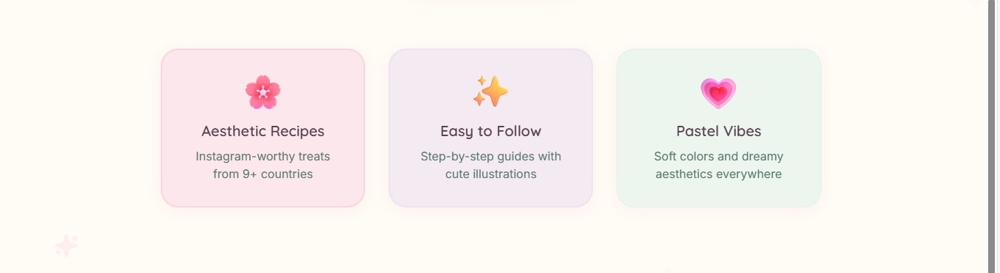 Aesthetic Recipes
Instagram-worthy treats
from 9+ countries
Easy to Follow
Step-by-step guides with
cute illustrations
Pastel Vibes
Soft colors and dreamy
aesthetics everywhere